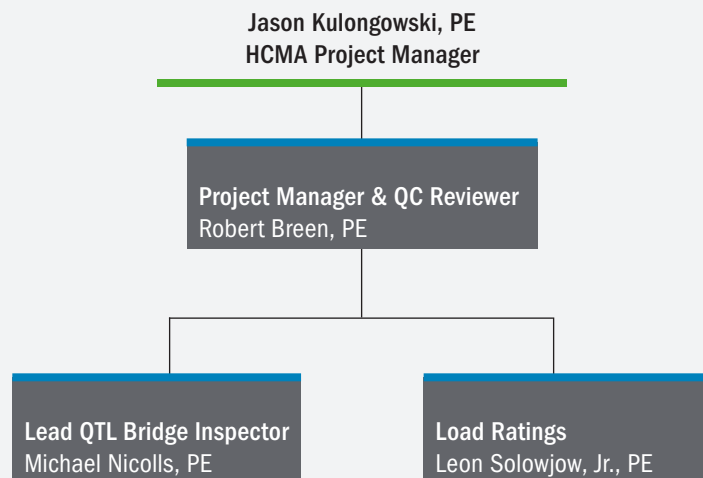 Jason Kulongowski, PE
HCMA Project Manager
Project Manager & QC Reviewer
Robert Breen, PE
Lead QTL Bridge Inspector
Michael Nicolls, PE
Load Ratings
Leon Solowjow, Jr., PE